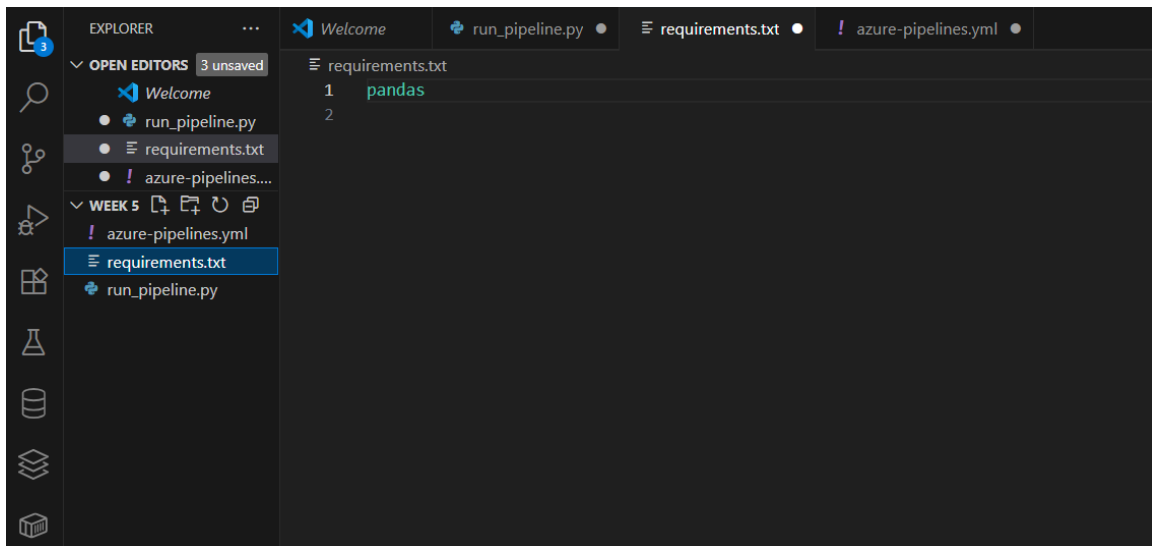 EXPLORER ...
Welcome
run_pipeline.py
requirements.txt
azure-pipelines.yml
3
OPEN EDITORS 3 unsaved
Welcome
run_pipeline.py
requirements.txt
azure-pipelines....
WEEK 5
azure-pipelines.yml
requirements.txt
run_pipeline.py
requirements.txt
1 pandas
2